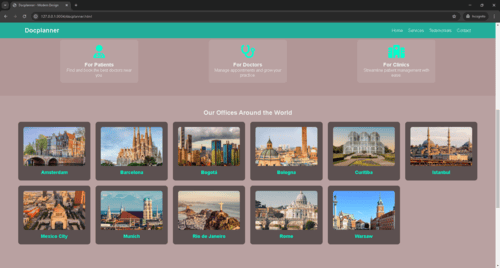 Docplanner - Modern Design
127.0.0.1:5500/docplanner.html
Incognito
Docplanner
Home Services Testimonials Contact
For Patients
Find and book the best doctors near you.
For Doctors
Manage appointments and grow your practice.
For Clinics
Streamline patient management with ease.
Our Offices Around the World
Amsterdam
Barcelona
Bogotá
Bologna
Curitiba
Istanbul
Mexico City
Munich
Rio de Janeiro
Rome
Warsaw